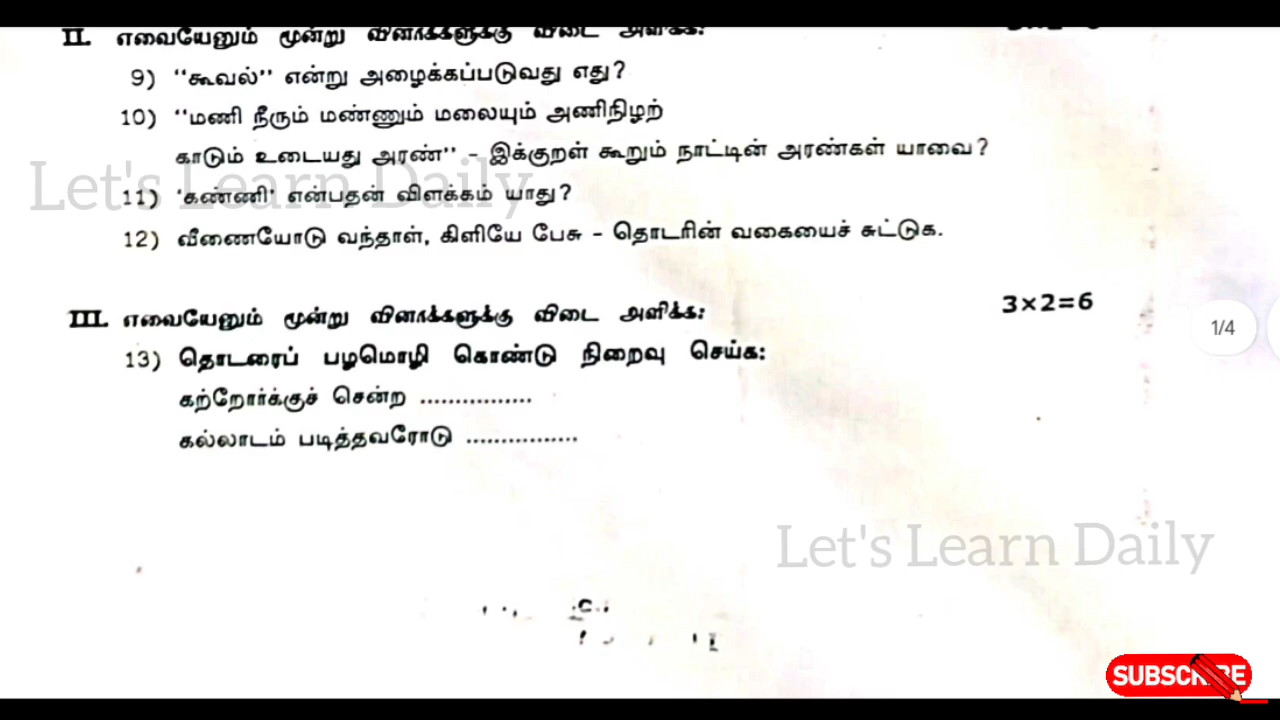 II. எவையேனும் மூன்று வினாக்களுக்கு விடை அளிக்க:
9) "கூவல்" என்று அழைக்கப்படுவது எது?
10) "மணி நீரும் மண்ணும் மலையும் அணிநிழற்
காடும் உடையது அரண்" – இக்குறள் கூறும் நாட்டின் அரண்கள் யாவை?
Let's Learn Daily
11) 'கண்ணி' என்பதன் விளக்கம் யாது?
12) வீணையோடு வந்தாள், கிளியே பேசு – தொடரின் வகையைச் சுட்டுக.
III. எவையேனும் மூன்று வினாக்களுக்கு விடை அளிக்க: 3×2=6
1/4
13) தொடரைப் பழமொழி கொண்டு நிறைவு செய்க:
கற்றோர்க்குச் சென்ற ................
கல்லாடம் படித்தவரோடு ................
Let's Learn Daily
SUBSCRIBE